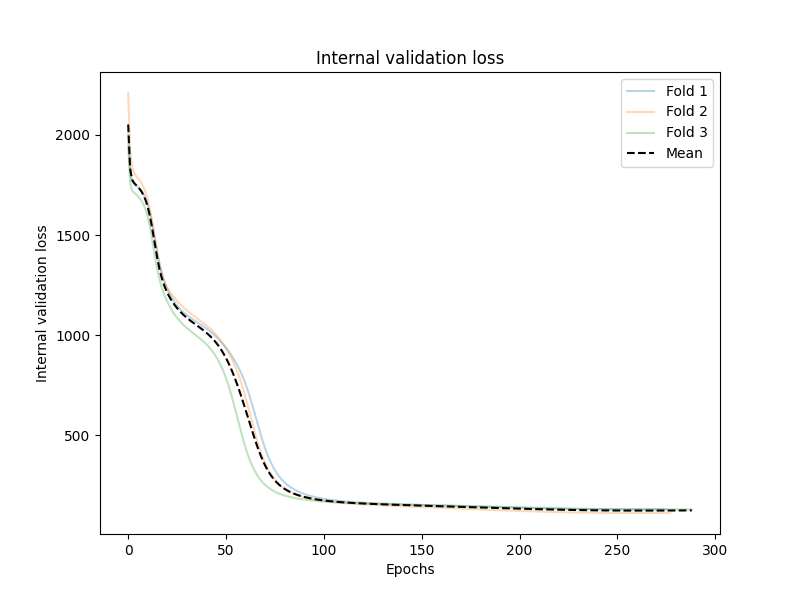 Internal validation loss
Fold 1
Fold 2
Fold 3
Mean
2000
1500
1000
500
Internal validation loss
0 50 100 150 200 250 300
Epochs